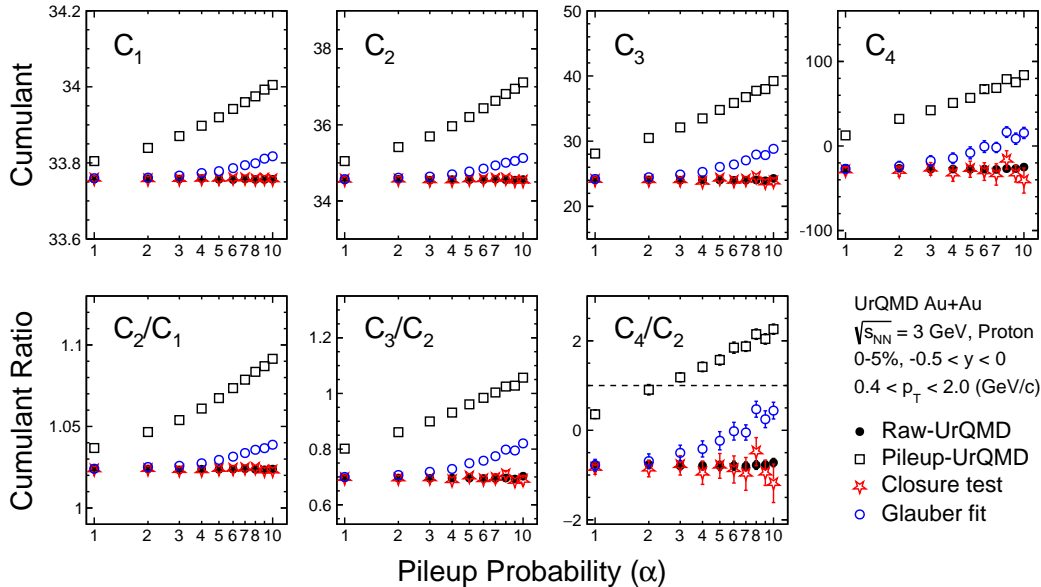 Cumulant
34.2
34
33.8
33.6
C1
1 2 3 4 5 6 7 8 10
38
36
34
C2
1 2 3 4 5 6 7 8 10
50
40
30
20
C3
1 2 3 4 5 6 7 8 10
100
0
-100
C4
1 2 3 4 5 6 7 8 10
Cumulant Ratio
1.1
1.05
1
C2/C1
1 2 3 4 5 6 7 8 10
1.2
1
0.8
0.6
C3/C2
1 2 3 4 5 6 7 8 10
2
1
0
−1
−2
C4/C2
1 2 3 4 5 6 7 8 10
UrQMD Au+Au
√sNN = 3 GeV, Proton
0-5%, -0.5 < y < 0
0.4 < pT < 2.0 (GeV/c)
Raw-UrQMD
Pileup-UrQMD
Closure test
Glauber fit
Pileup Probability (α)